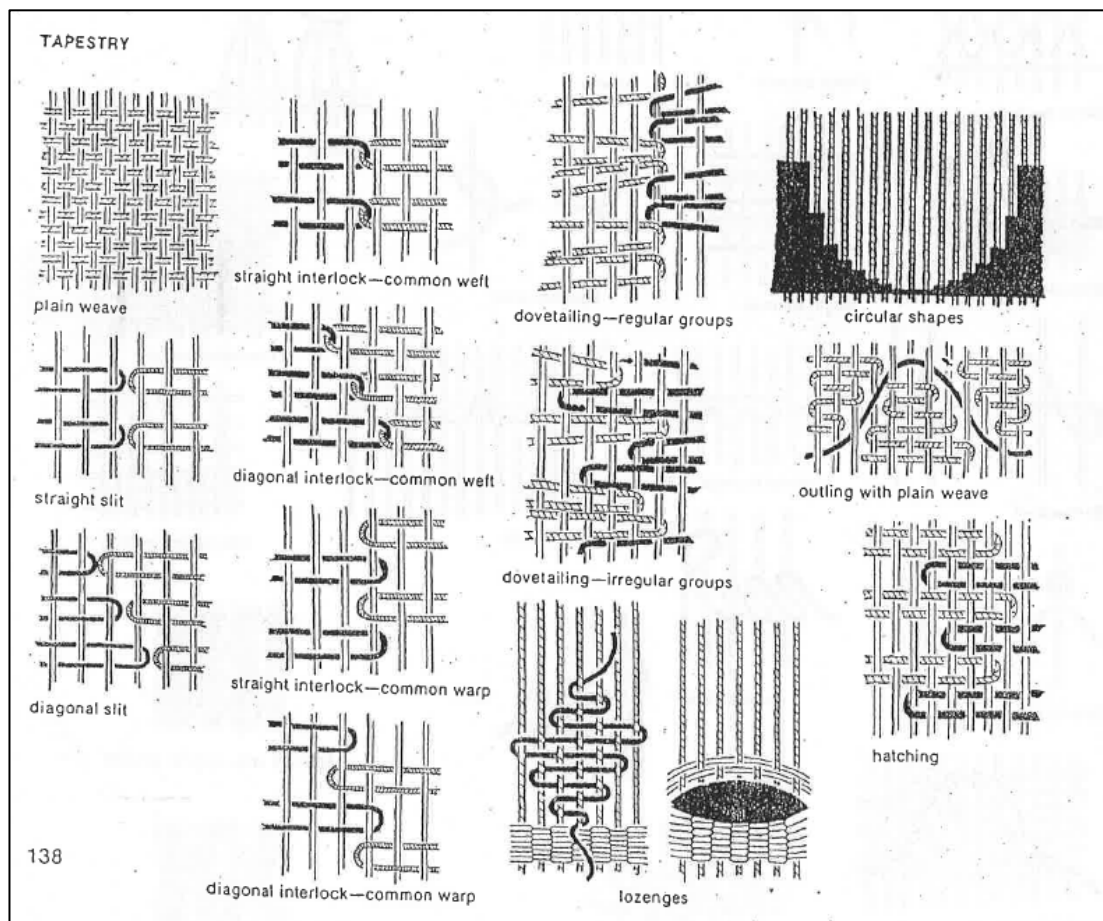 TAPESTRY
plain weave
straight slit
diagonal slit
straight interlock—common weft
diagonal interlock—common weft
straight interlock—common warp
diagonal interlock—common warp
dovetailing—regular groups
dovetailing—irregular groups
lozenges
circular shapes
outling with plain weave
hatching
138